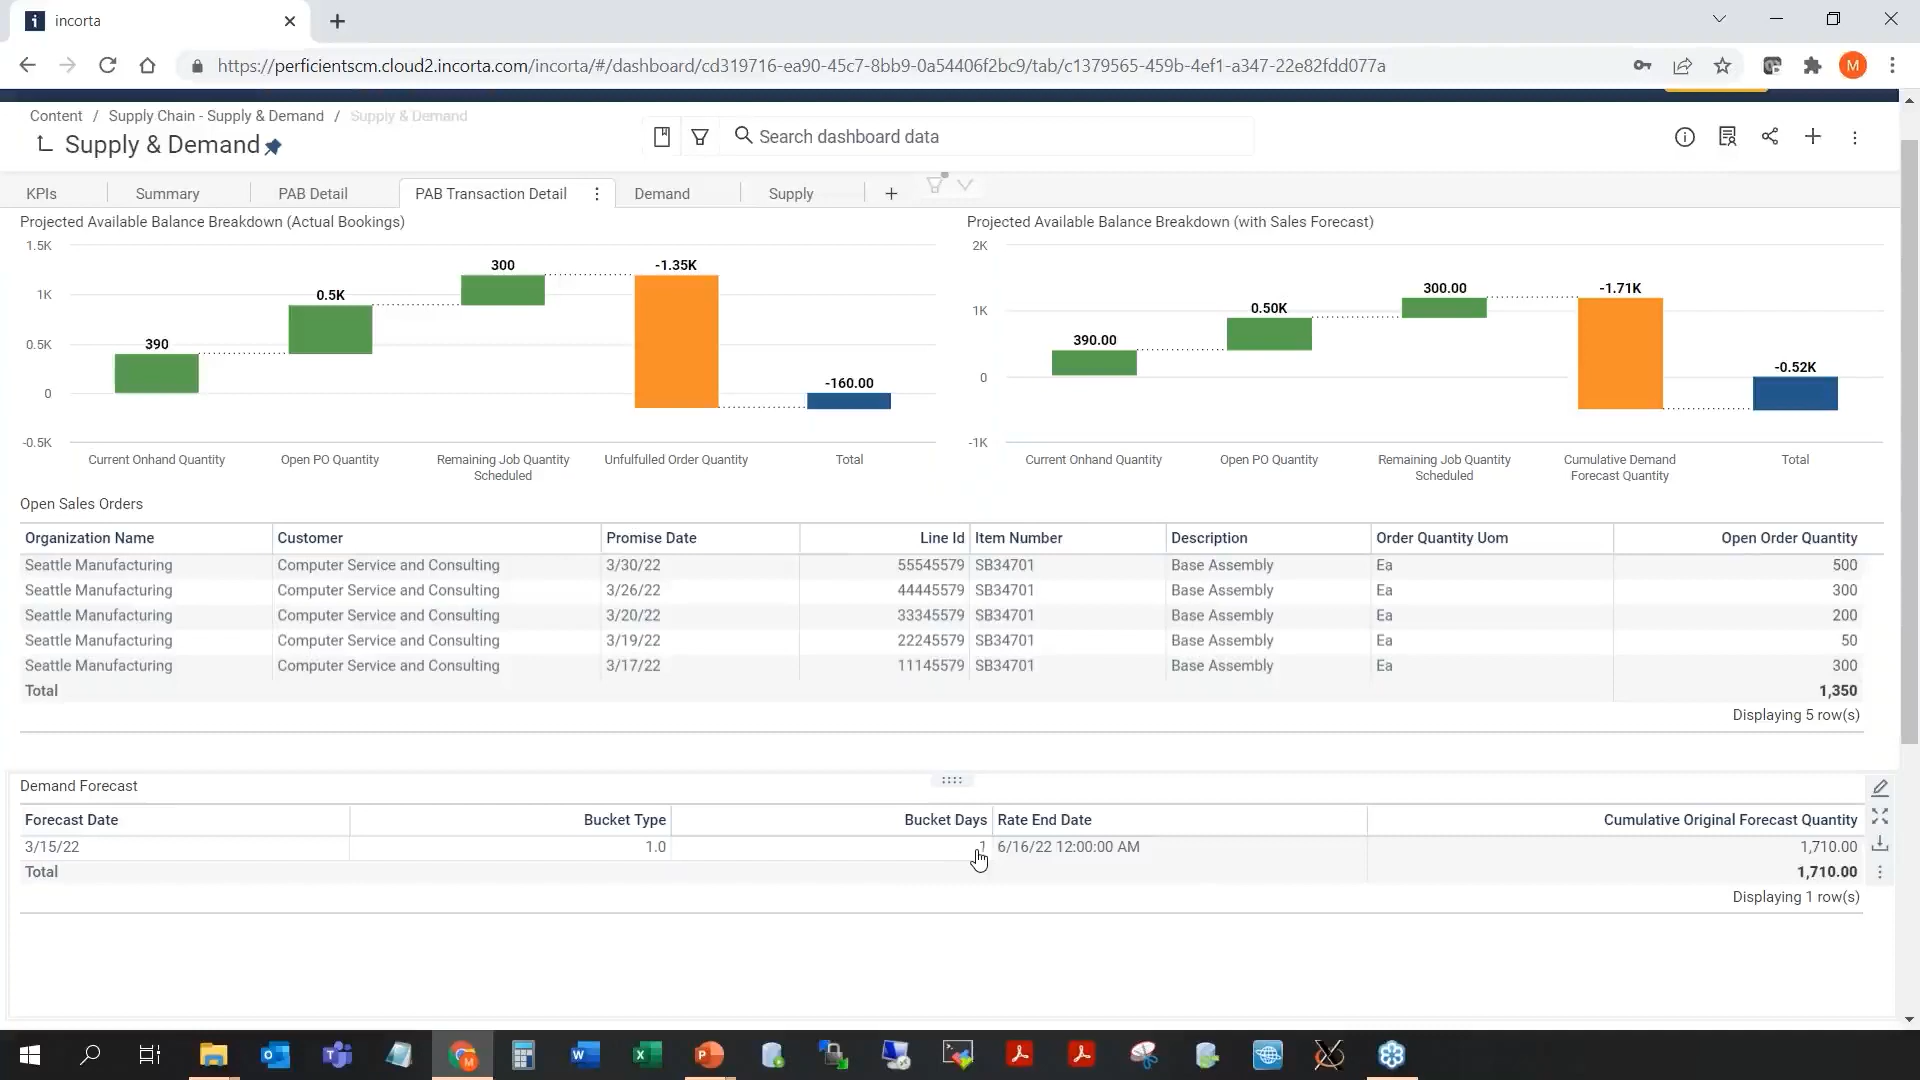 incorta
https://perficientscm.cloud2.incorta.com/incorta/#/dashboard/cd319716-ea90-45c7-8bb9-0a54406f2bc9/tab/c1379565-459b-4ef1-a347-22e82fdd077a
M
Content / Supply Chain - Supply & Demand / Supply & Demand
Supply & Demand
Search dashboard data
KPIs Summary PAB Detail PAB Transaction Detail Demand Supply
Projected Available Balance Breakdown (Actual Bookings)
1.5K
1K
0.5K
0
-0.5K
390
0.5K
300
-1.35K
-160.00
Current Onhand Quantity
Open PO Quantity
Remaining Job Quantity
Scheduled
Unfulfulled Order Quantity
Total
Projected Available Balance Breakdown (with Sales Forecast)
2K
1K
0
-1K
390.00
0.50K
300.00
-1.71K
-0.52K
Current Onhand Quantity
Open PO Quantity
Remaining Job Quantity
Scheduled
Cumulative Demand
Forecast Quantity
Total
Open Sales Orders
Organization Name Customer Promise Date Line Id Item Number Description Order Quantity Uom Open Order Quantity
Seattle Manufacturing Computer Service and Consulting 3/30/22 55545579 SB34701 Base Assembly Ea 500
Seattle Manufacturing Computer Service and Consulting 3/26/22 44445579 SB34701 Base Assembly Ea 300
Seattle Manufacturing Computer Service and Consulting 3/20/22 33345579 SB34701 Base Assembly Ea 200
Seattle Manufacturing Computer Service and Consulting 3/19/22 22245579 SB34701 Base Assembly Ea 50
Seattle Manufacturing Computer Service and Consulting 3/17/22 11145579 SB34701 Base Assembly Ea 300
Total 1,350
Displaying 5 row(s)
Demand Forecast
Forecast Date Bucket Type Bucket Days Rate End Date Cumulative Original Forecast Quantity
3/15/22 1.0 1 6/16/22 12:00:00 AM 1,710.00
Total 1,710.00
Displaying 1 row(s)